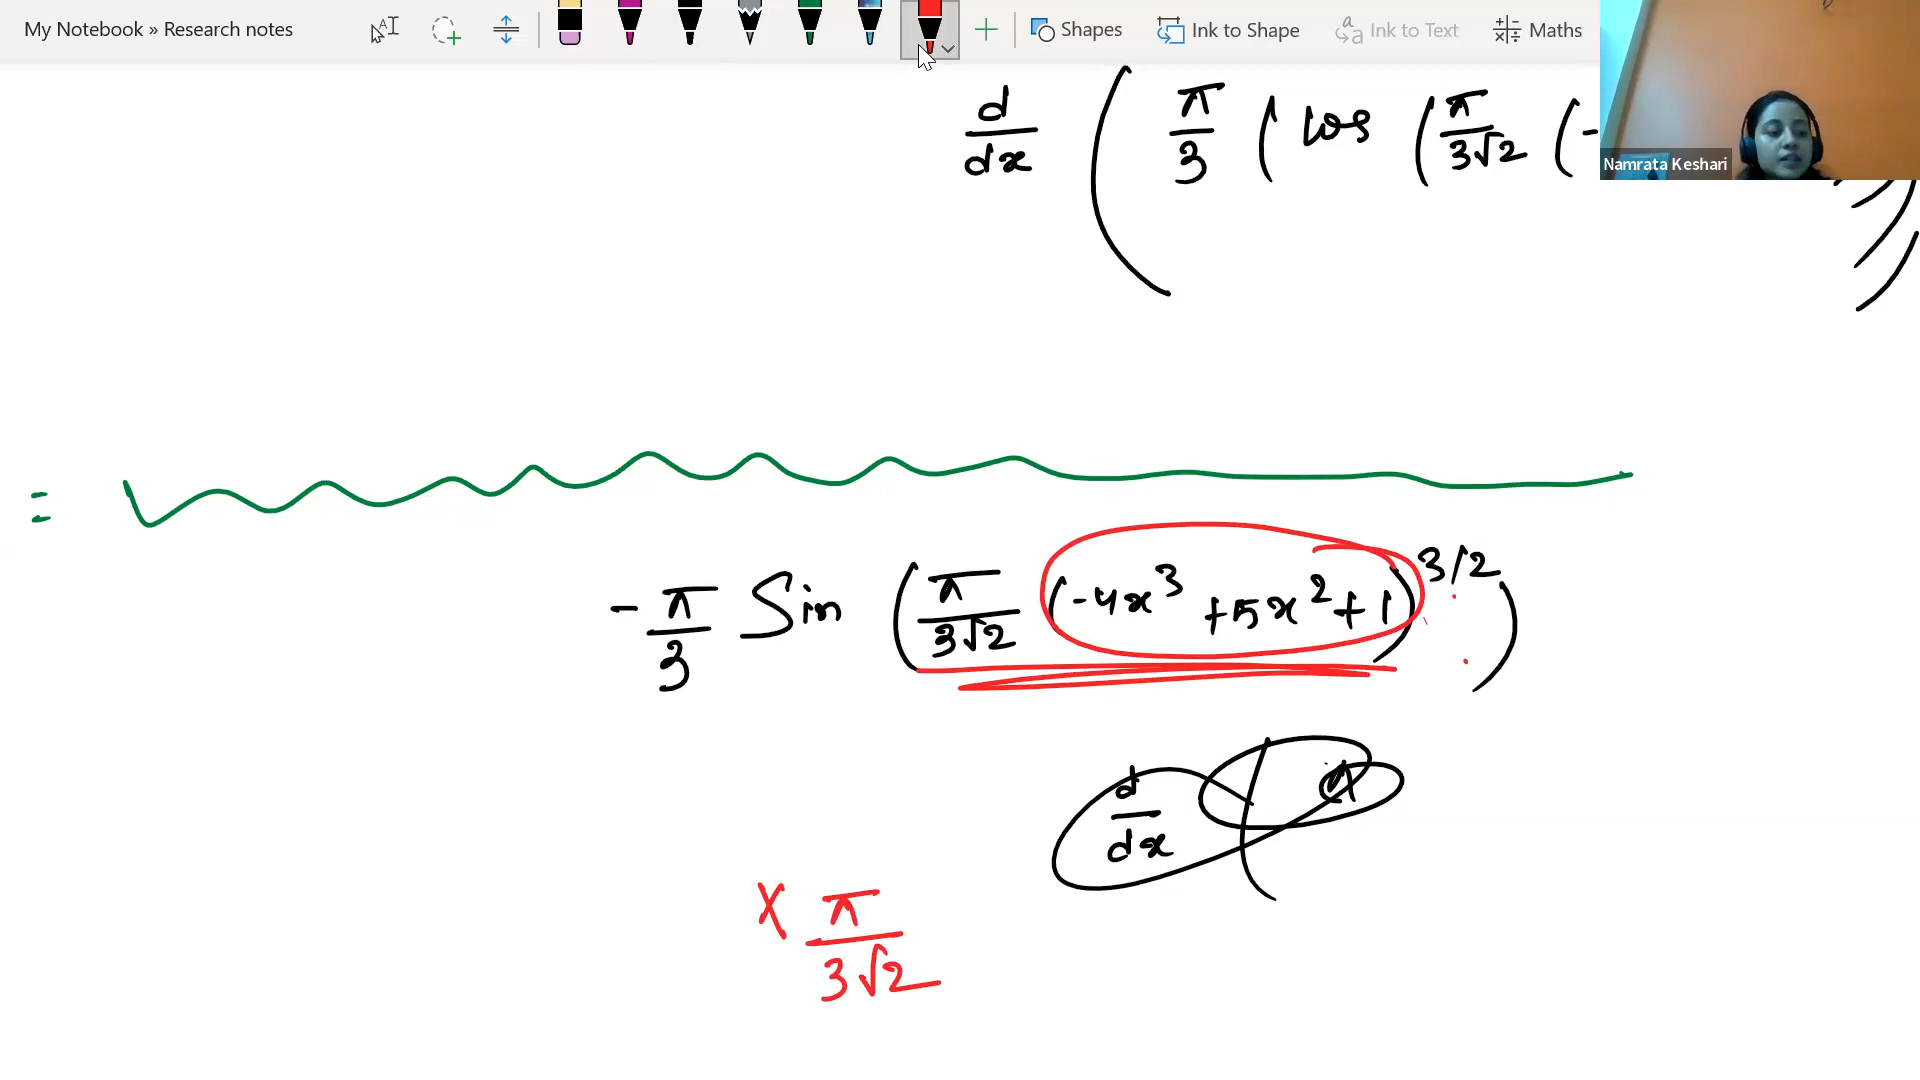 My Notebook » Research notes
Shapes
Ink to Shape
Ink to Text
Maths
Namrata Keshari
d/dx ( π/3 ( cos ( π/3√2 ( -
=
- π/3 Sin ( π/3√2 ( -4x³ + 5x² + 1 )^3/2 )
d/dx (
× π/3√2